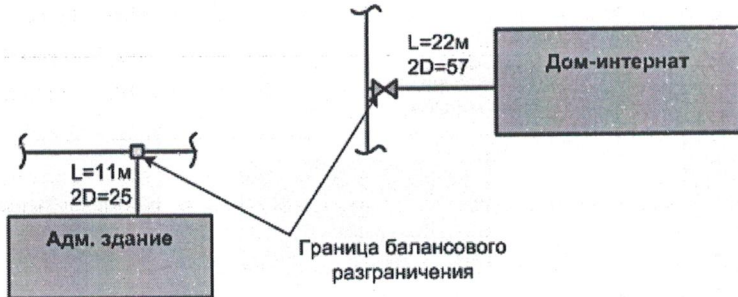 L=22м
2D=57
Дом-интернат
L=11м
2D=25
Адм. здание
Граница балансового
разграничения